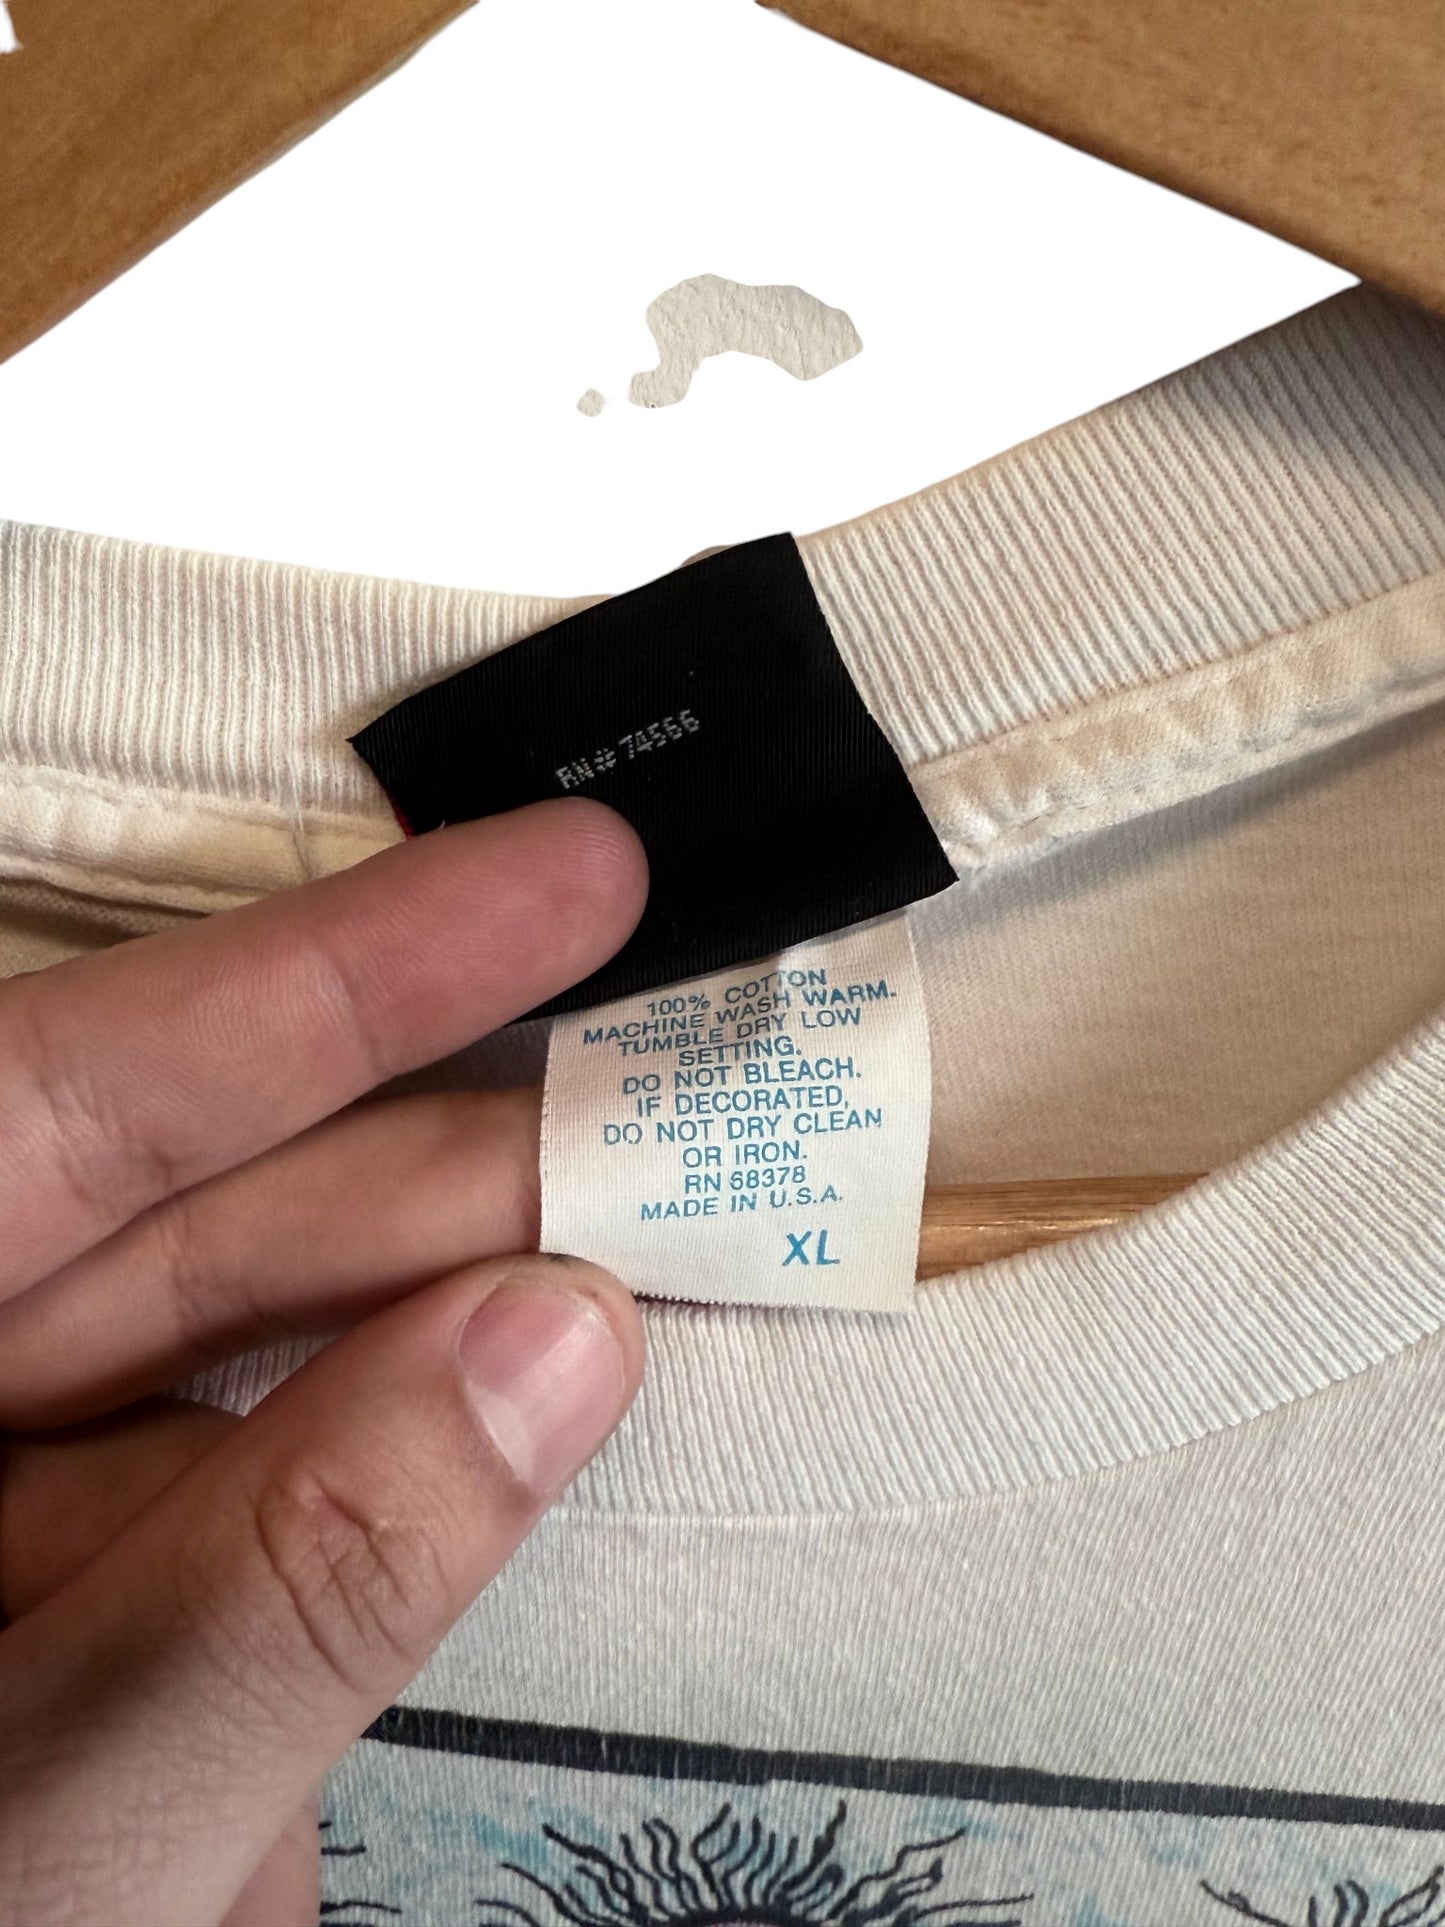 RN# 74566
100% COTTON
MACHINE WASH WARM.
TUMBLE DRY LOW
SETTING.
DO NOT BLEACH.
IF DECORATED,
DO NOT DRY CLEAN
OR IRON.
RN 68378
MADE IN U.S.A.
XL